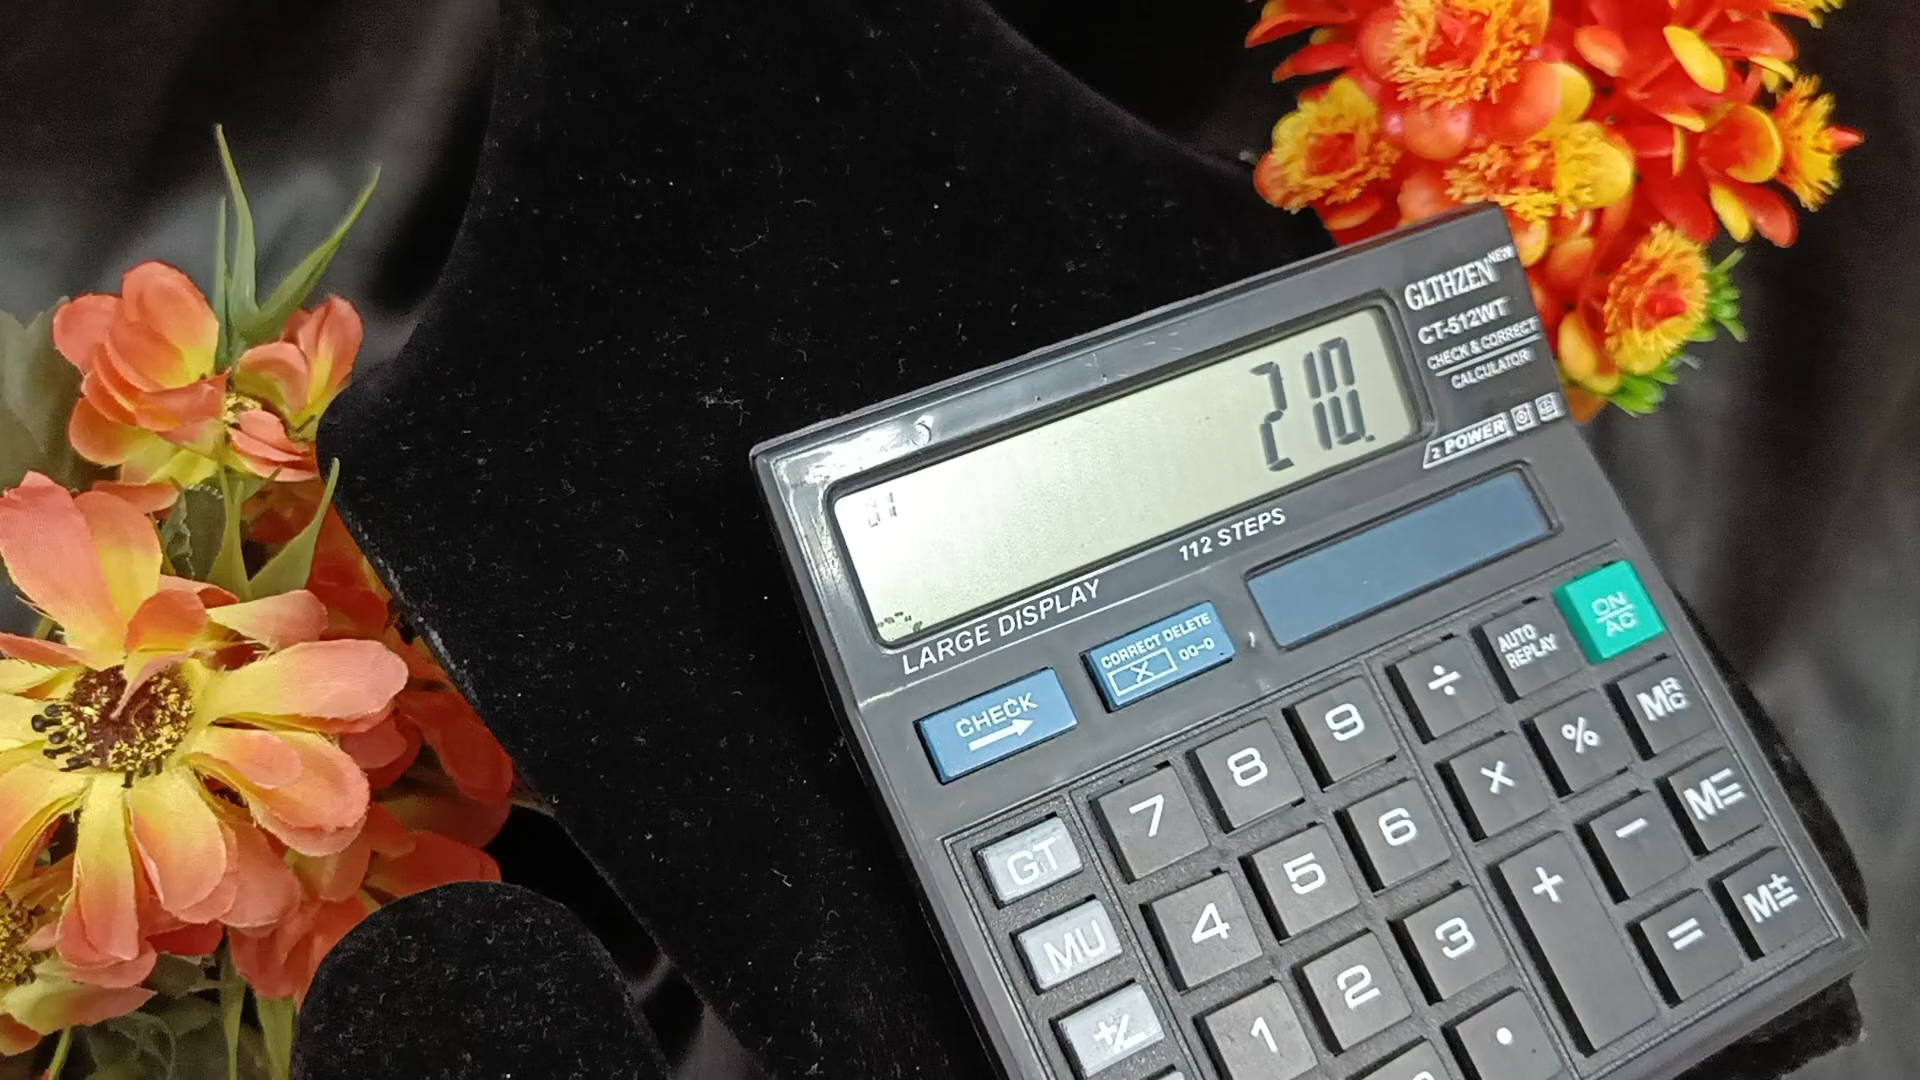 GLTHZEN NEW
CT-512WT
CHECK & CORRECT
CALCULATOR
2 POWER
210.
01
112 STEPS
LARGE DISPLAY
CHECK
CORRECT DELETE
X 00→0
ON
AC
AUTO
REPLAY
÷
9
8
7
MRC
%
×
6
5
4
GT
M=
−
+
3
2
1
MU
M±
=
.
+/-